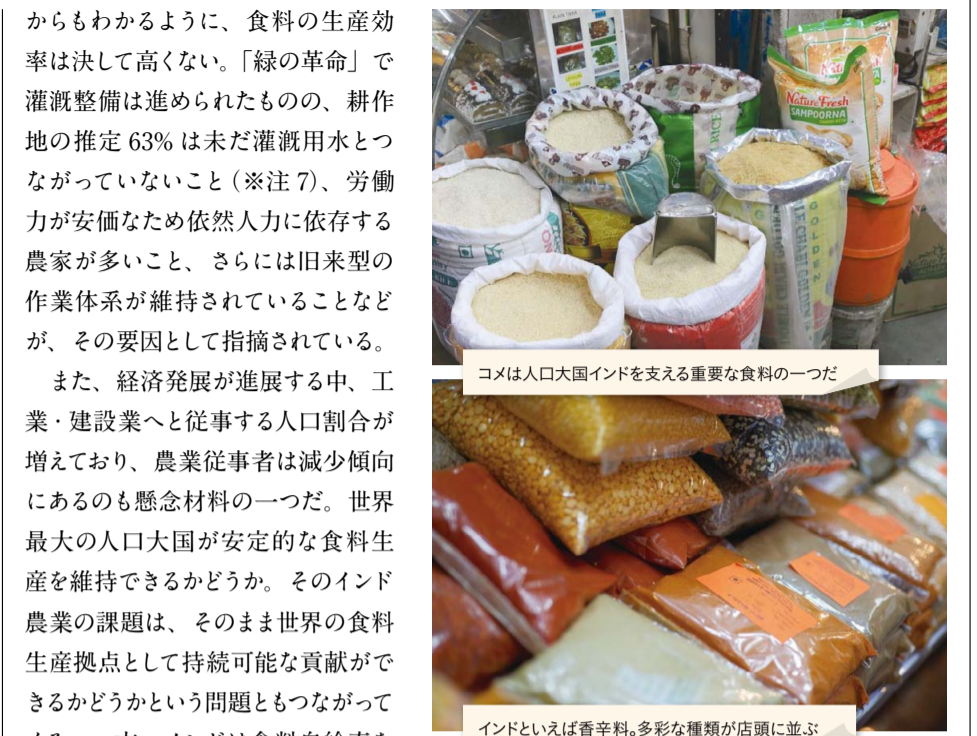 からもわかるように、食料の生産効
率は決して高くない。「緑の革命」で
灌漑整備は進められたものの、耕作
地の推定 63% は未だ灌漑用水とつ
ながっていないこと（※注 7）、労働
力が安価なため依然人力に依存する
農家が多いこと、さらには旧来型の
作業体系が維持されていることなど
が、その要因として指摘されている。
　また、経済発展が進展する中、工
業・建設業へと従事する人口割合が
増えており、農業従事者は減少傾向
にあるのも懸念材料の一つだ。世界
最大の人口大国が安定的な食料生
産を維持できるかどうか。そのインド
農業の課題は、そのまま世界の食料
生産拠点として持続可能な貢献がで
きるかどうかという問題ともつながって
NatureFresh
SAMPOORNA
コメは人口大国インドを支える重要な食料の一つだ
インドといえば香辛料。多彩な種類が店頭に並ぶ